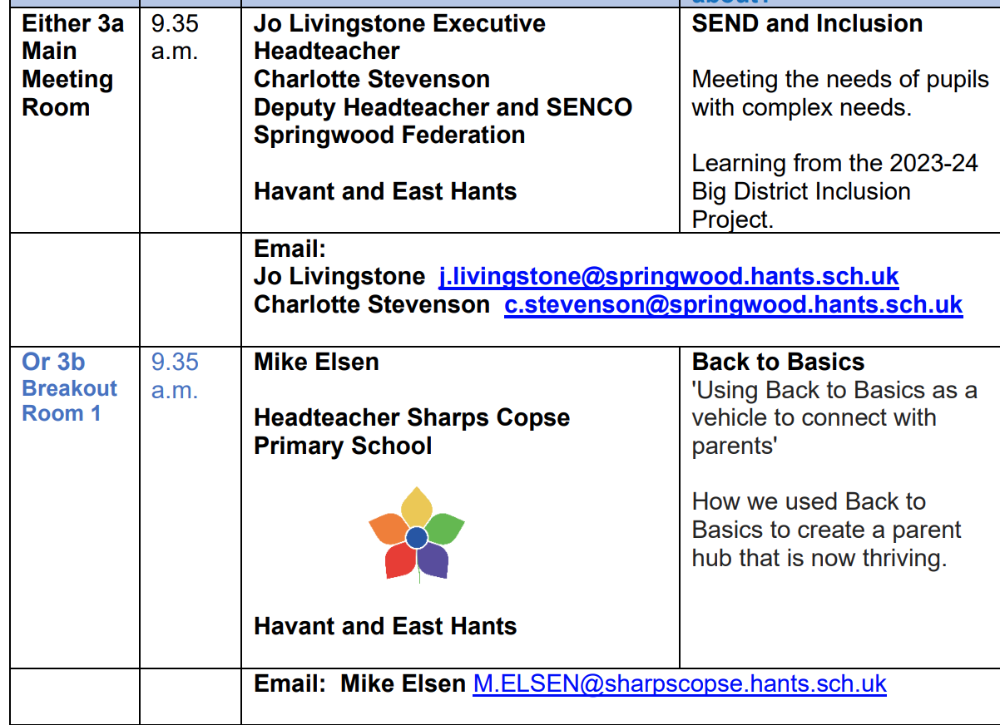 about?
Either 3a
Main
Meeting
Room
9.35
a.m.
Jo Livingstone Executive
Headteacher
Charlotte Stevenson
Deputy Headteacher and SENCO
Springwood Federation
Havant and East Hants
SEND and Inclusion
Meeting the needs of pupils
with complex needs.
Learning from the 2023-24
Big District Inclusion
Project.
Email:
Jo Livingstone j.livingstone@springwood.hants.sch.uk
Charlotte Stevenson c.stevenson@springwood.hants.sch.uk
Or 3b
Breakout
Room 1
9.35
a.m.
Mike Elsen
Headteacher Sharps Copse
Primary School
Havant and East Hants
Back to Basics
'Using Back to Basics as a
vehicle to connect with
parents'
How we used Back to
Basics to create a parent
hub that is now thriving.
Email: Mike Elsen M.ELSEN@sharpscopse.hants.sch.uk